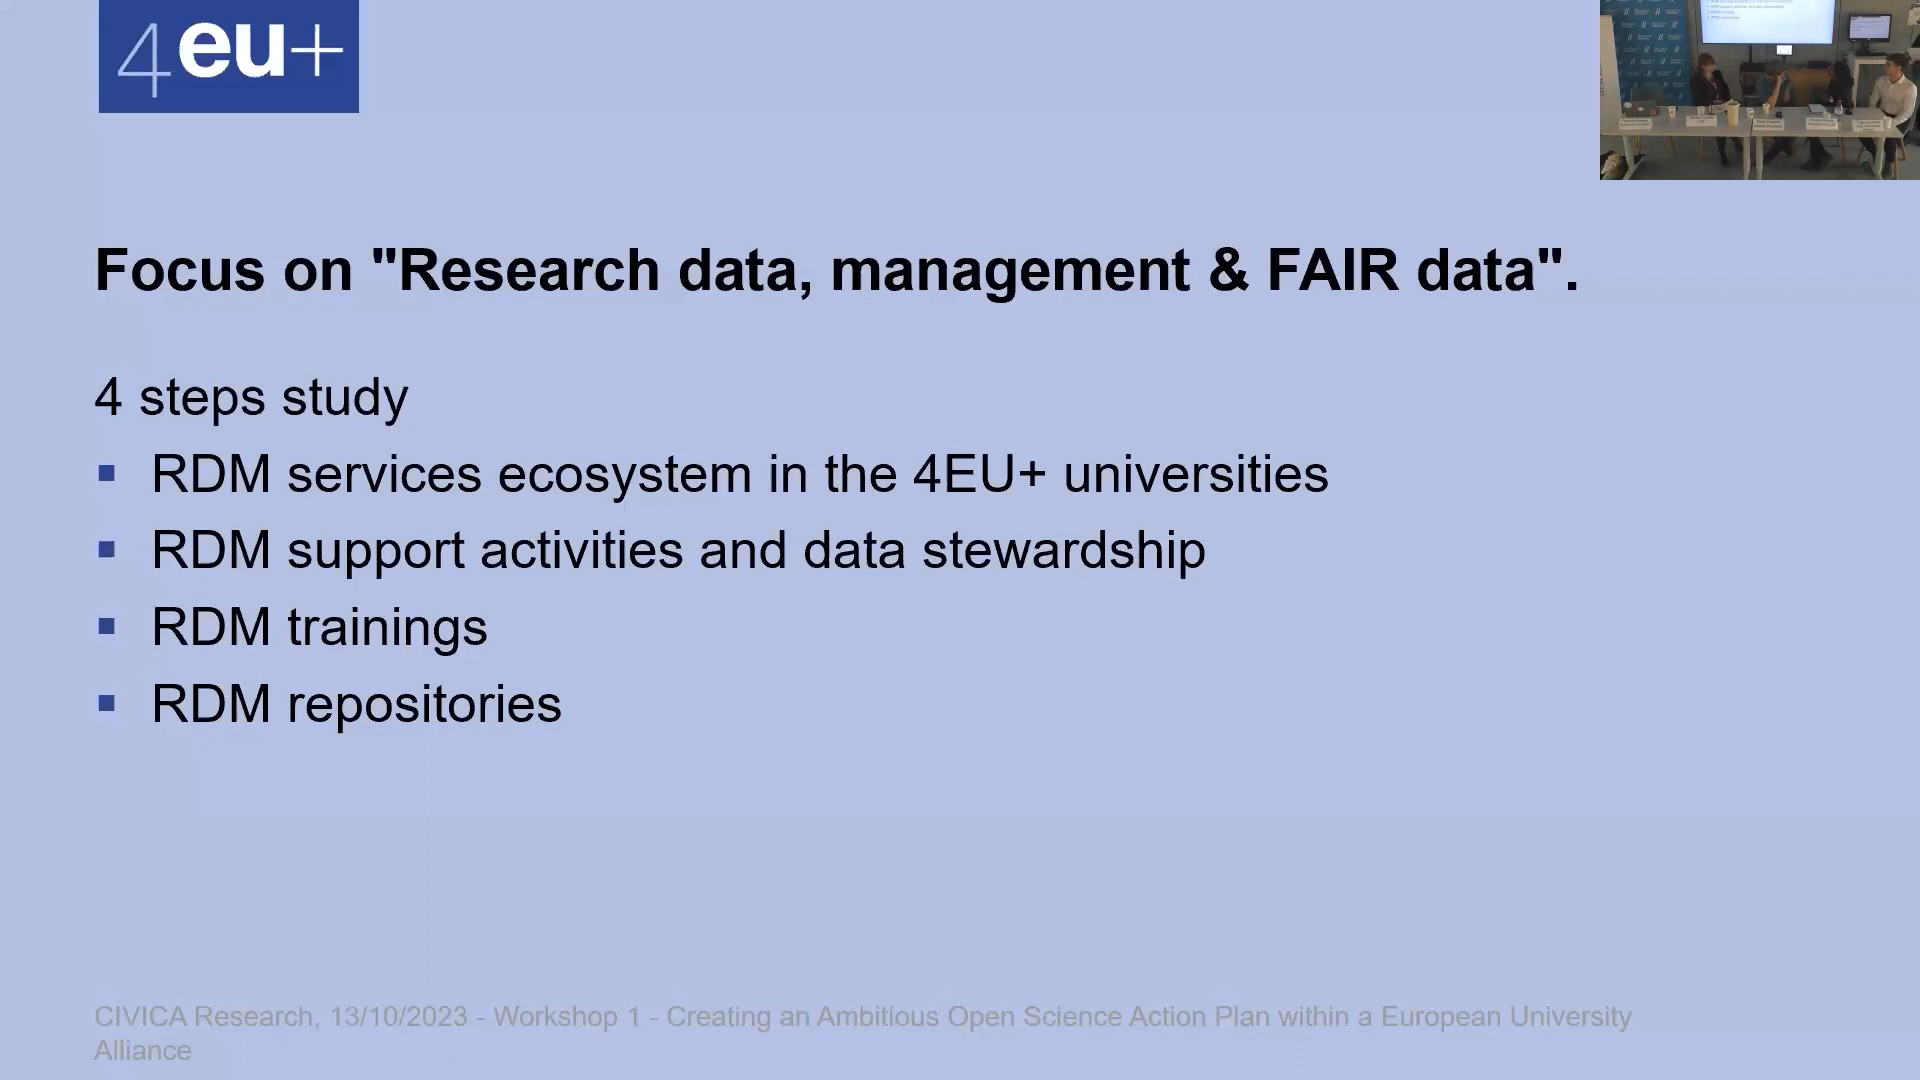 4eu+
Focus on "Research data, management & FAIR data".
4 steps study
RDM services ecosystem in the 4EU+ universities
RDM support activities and data stewardship
RDM trainings
RDM repositories
CIVICA Research, 13/10/2023 - Workshop 1 - Creating an Ambitious Open Science Action Plan within a European University
Alliance